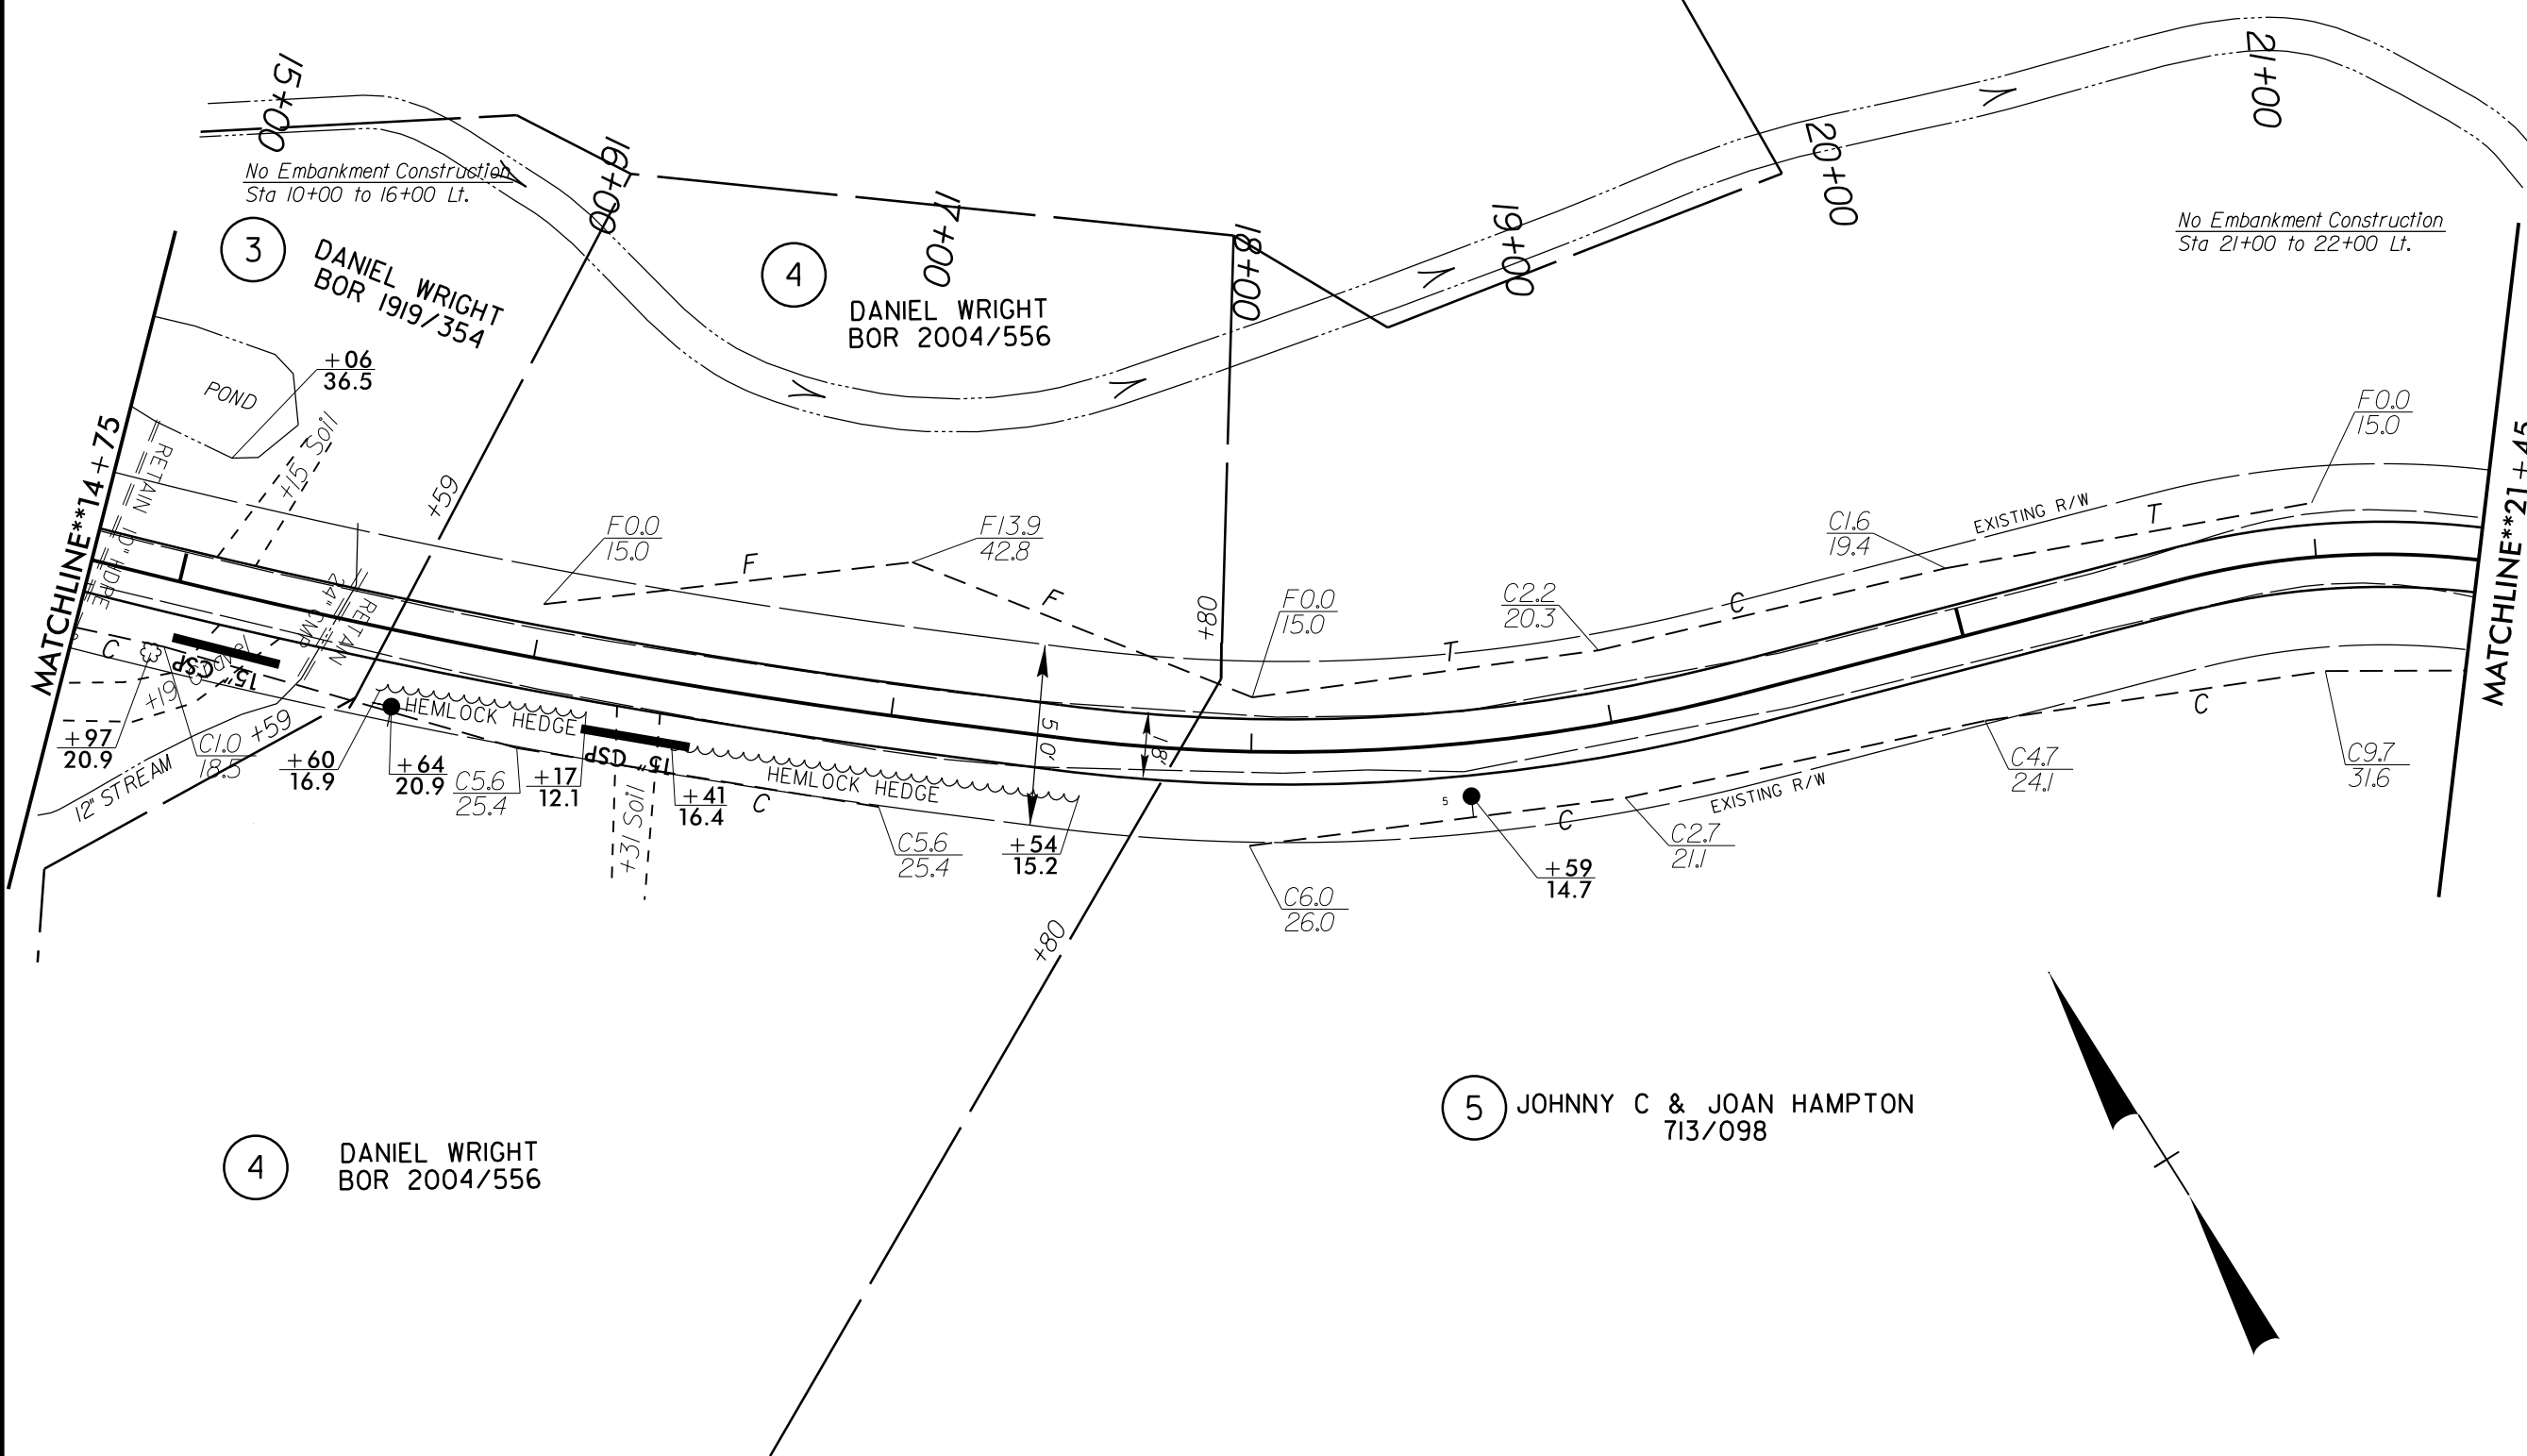 15+00
16+00
17+00
18+00
19+00
20+00
21+00
No Embankment Construction
Sta 10+00 to 16+00 Lt.
No Embankment Construction
Sta 21+00 to 22+00 Lt.
3
DANIEL WRIGHT
BOR 1919/354
4
DANIEL WRIGHT
BOR 2004/556
+06
36.5
POND
+15 Soil
MATCHLINE**14+75
RETAIN 10" HDPE
RETAIN
24" CMP
+59
F0.0
15.0
F
F13.9
42.8
F
+80
F0.0
15.0
T
C2.2
20.3
C
C1.6
19.4
EXISTING R/W
T
F0.0
15.0
MATCHLINE**21+45
C
15" CSP
+97
20.9
C1.0
18.5
+59
12" STREAM
+60
16.9
+64
20.9
HEMLOCK HEDGE
C5.6
25.4
+17
12.1
15" CSP
+31 Soil
+41
16.4
HEMLOCK HEDGE
C
C5.6
25.4
+54
15.2
50'
18'
+80
C6.0
26.0
5
+59
14.7
C
C2.7
21.1
EXISTING R/W
C4.7
24.1
C
C9.7
31.6
4
DANIEL WRIGHT
BOR 2004/556
5
JOHNNY C & JOAN HAMPTON
713/098